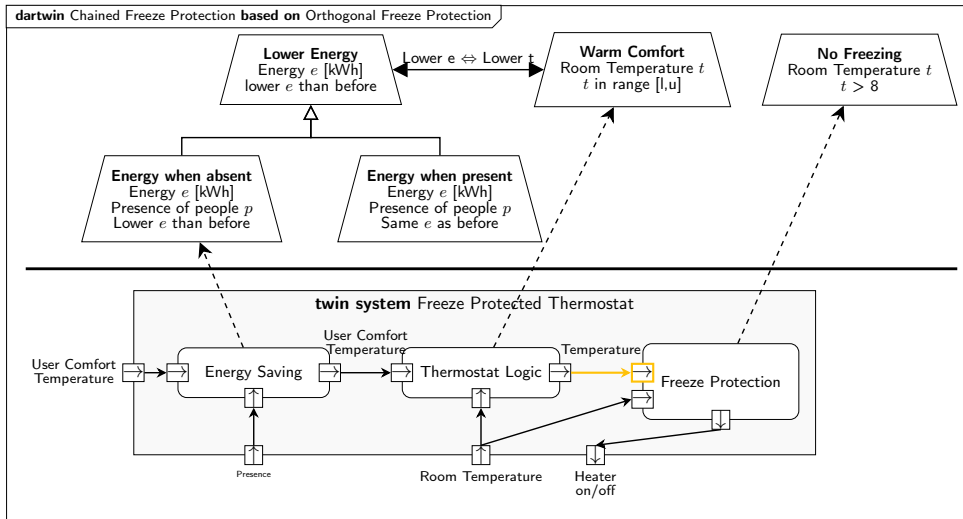 dartwin Chained Freeze Protection based on Orthogonal Freeze Protection
Lower Energy
Energy e [kWh]
lower e than before
Lower e ⇔ Lower t
Warm Comfort
Room Temperature t
t in range [l,u]
No Freezing
Room Temperature t
t > 8
Energy when absent
Energy e [kWh]
Presence of people p
Lower e than before
Energy when present
Energy e [kWh]
Presence of people p
Same e as before
twin system Freeze Protected Thermostat
User Comfort
Temperature
Energy Saving
User Comfort
Temperature
Thermostat Logic
Temperature
Freeze Protection
Presence
Room Temperature
Heater
on/off